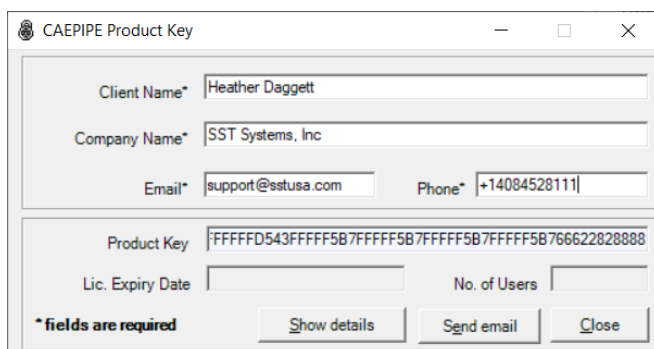 CAEPIPE Product Key
Client Name* Heather Daggett
Company Name* SST Systems, Inc
Email* support@sstusa.com Phone* +14084528111
Product Key FFFFFD543FFFFF5B7FFFFF5B7FFFFF5B7FFFFF5B766622828888
Lic. Expiry Date No. of Users
*fields are required Show details Send email Close